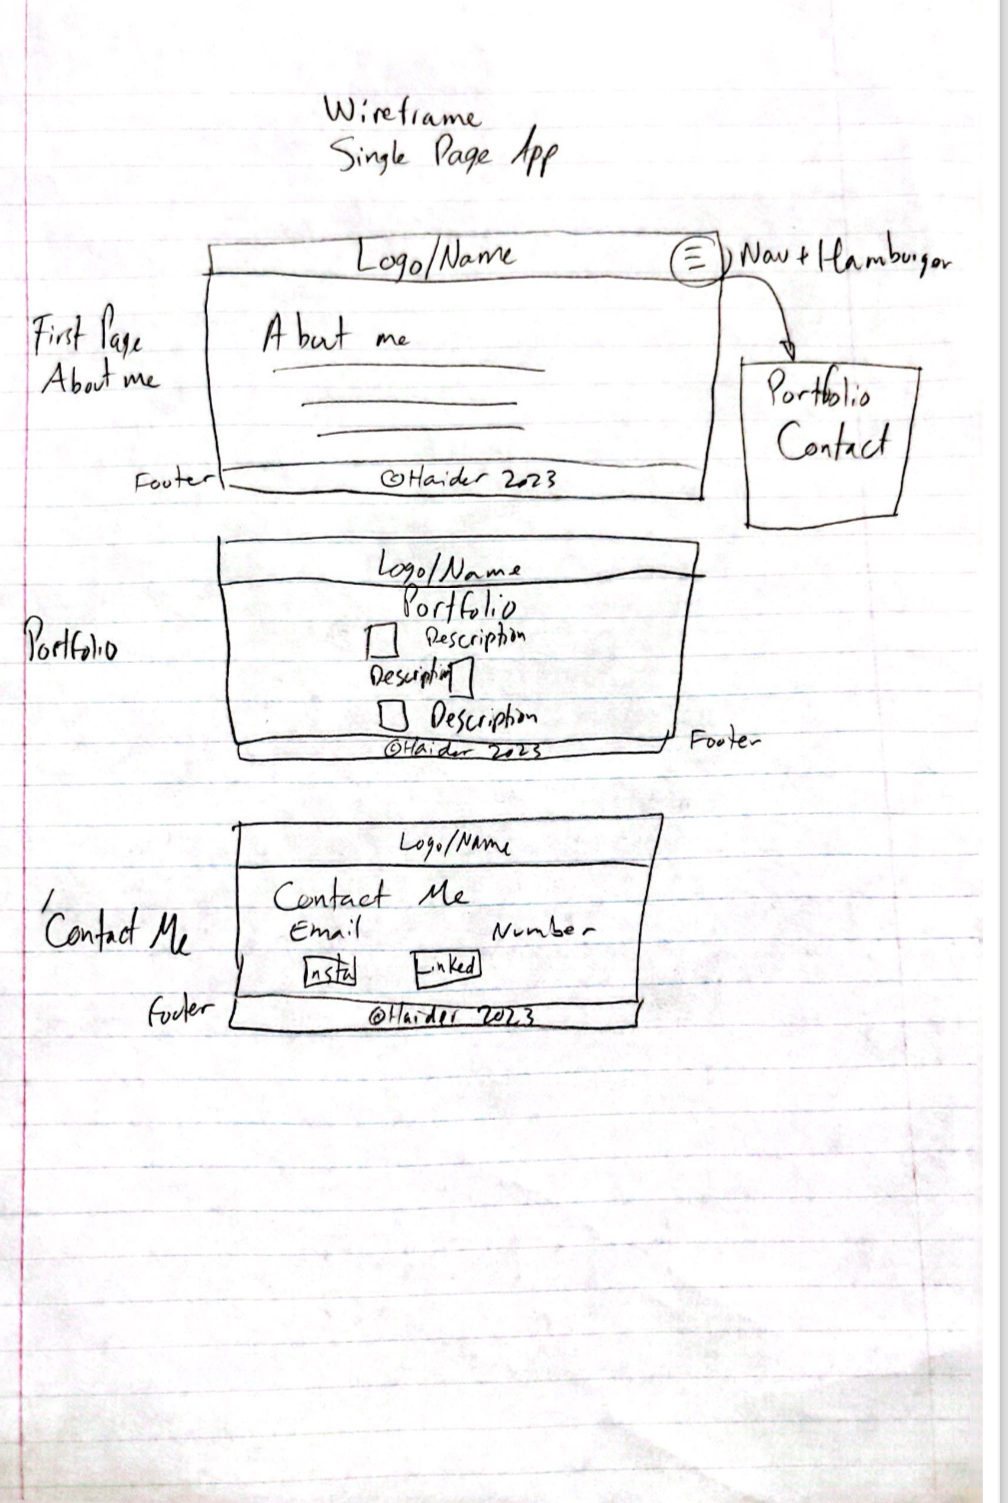 Wireframe
Single Page App
Logo/Name
Nav + Hamburger
First Page
About me
About me
Portfolio
Contact
Footer
©Haider 2023
Logo/Name
Portfolio
Portfolio
Description
Description
Description
©Haider 2023
Footer
Logo/Name
Contact Me
Contact Me
Email Number
Insta Linked
Footer
©Haider 2023